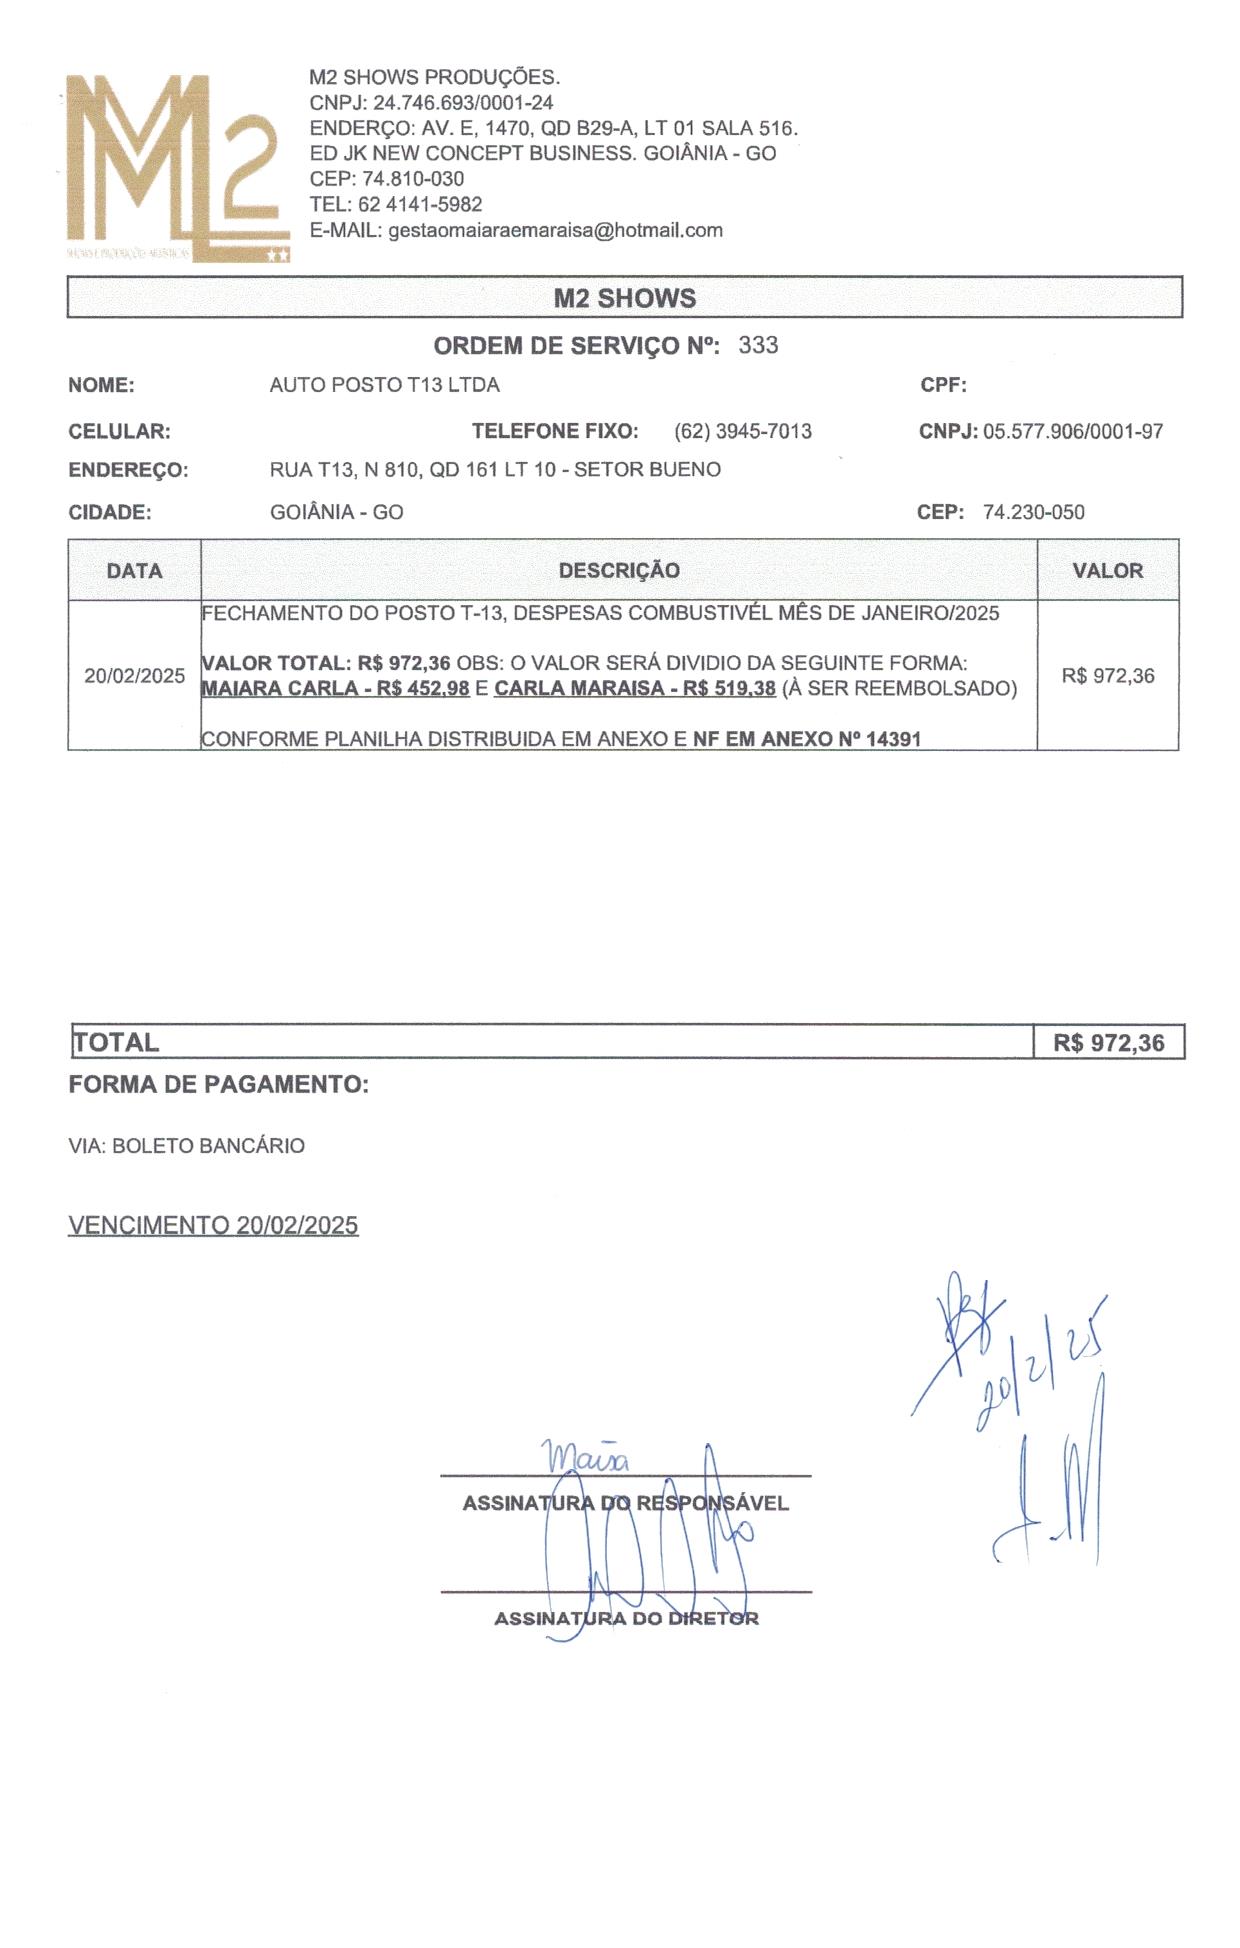 M2
SHOWS E PRODUÇÕES ARTÍSTICAS
M2 SHOWS PRODUÇÕES.
CNPJ: 24.746.693/0001-24
ENDERÇO: AV. E, 1470, QD B29-A, LT 01 SALA 516.
ED JK NEW CONCEPT BUSINESS. GOIÂNIA - GO
CEP: 74.810-030
TEL: 62 4141-5982
E-MAIL: gestaomaiaraemaraisa@hotmail.com
M2 SHOWS
ORDEM DE SERVIÇO Nº: 333
NOME: AUTO POSTO T13 LTDA CPF:
CELULAR: TELEFONE FIXO: (62) 3945-7013 CNPJ: 05.577.906/0001-97
ENDEREÇO: RUA T13, N 810, QD 161 LT 10 - SETOR BUENO
CIDADE: GOIÂNIA - GO CEP: 74.230-050
DATA DESCRIÇÃO VALOR
FECHAMENTO DO POSTO T-13, DESPESAS COMBUSTIVÉL MÊS DE JANEIRO/2025
VALOR TOTAL: R$ 972,36 OBS: O VALOR SERÁ DIVIDIO DA SEGUINTE FORMA:
20/02/2025 MAIARA CARLA - R$ 452,98 E CARLA MARAISA - R$ 519,38 (À SER REEMBOLSADO) R$ 972,36
CONFORME PLANILHA DISTRIBUIDA EM ANEXO E NF EM ANEXO Nº 14391
TOTAL R$ 972,36
FORMA DE PAGAMENTO:
VIA: BOLETO BANCÁRIO
VENCIMENTO 20/02/2025
20/2/25
Maísa
ASSINATURA DO RESPONSÁVEL
ASSINATURA DO DIRETOR